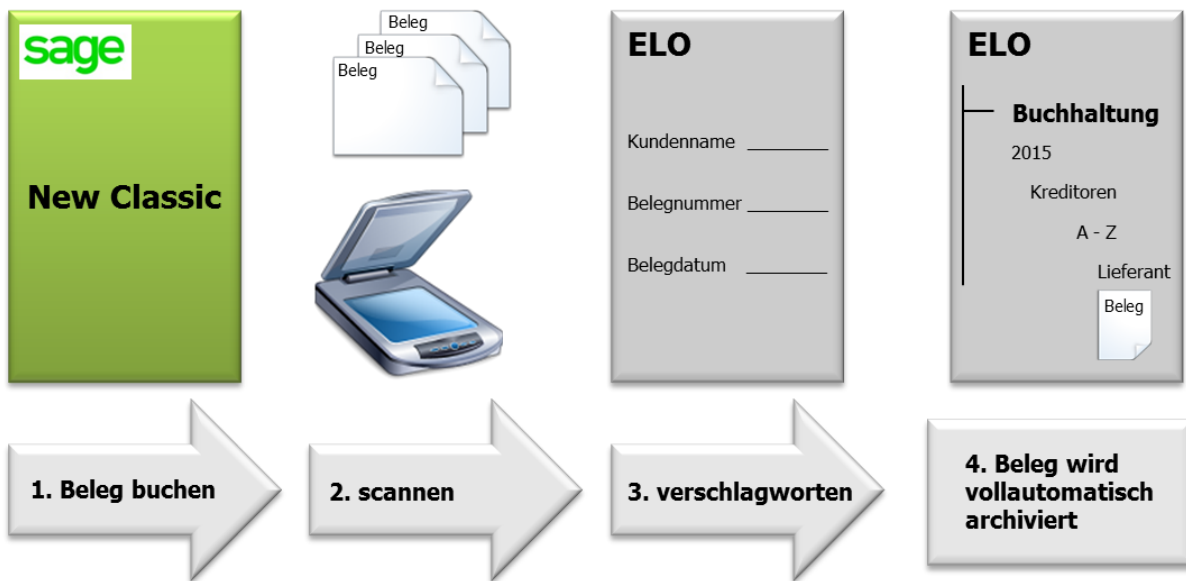 sage
New Classic
Beleg
Beleg
Beleg
ELO
Kundenname
Belegnummer
Belegdatum
ELO
Buchhaltung
2015
Kreditoren
A - Z
Lieferant
Beleg
1. Beleg buchen
2. scannen
3. verschlagworten
4. Beleg wird
vollautomatisch
archiviert